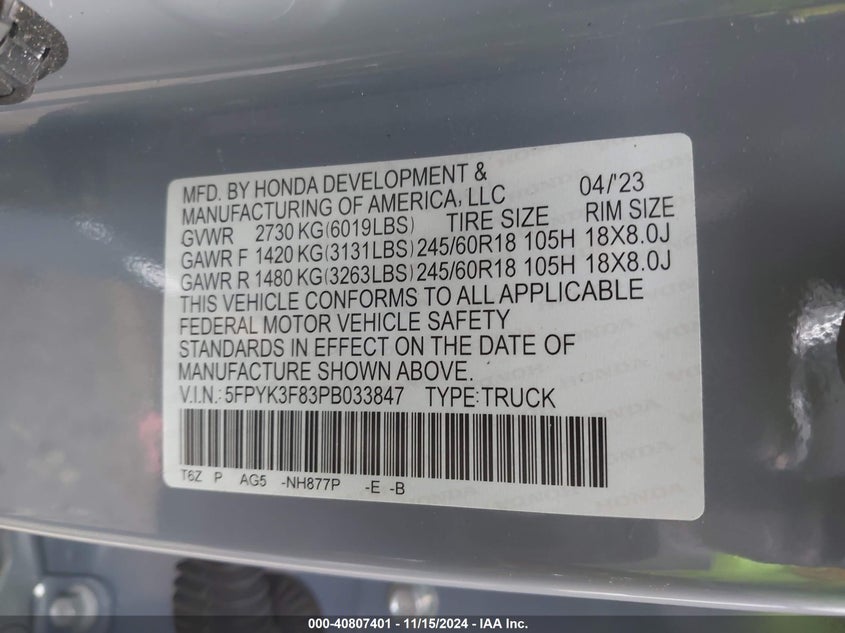 MFD. BY HONDA DEVELOPMENT &
MANUFACTURING OF AMERICA, LLC 04/'23
GVWR 2730 KG(6019LBS) TIRE SIZE RIM SIZE
GAWR F 1420 KG(3131LBS) 245/60R18 105H 18X8.0J
GAWR R 1480 KG(3263LBS) 245/60R18 105H 18X8.0J
THIS VEHICLE CONFORMS TO ALL APPLICABLE
FEDERAL MOTOR VEHICLE SAFETY
STANDARDS IN EFFECT ON THE DATE OF
MANUFACTURE SHOWN ABOVE.
V.I.N.: 5FPYK3F83PB033847 TYPE:TRUCK
T6Z P AG5 -NH877P -E -B
000-40807401 - 11/15/2024 - IAA Inc.